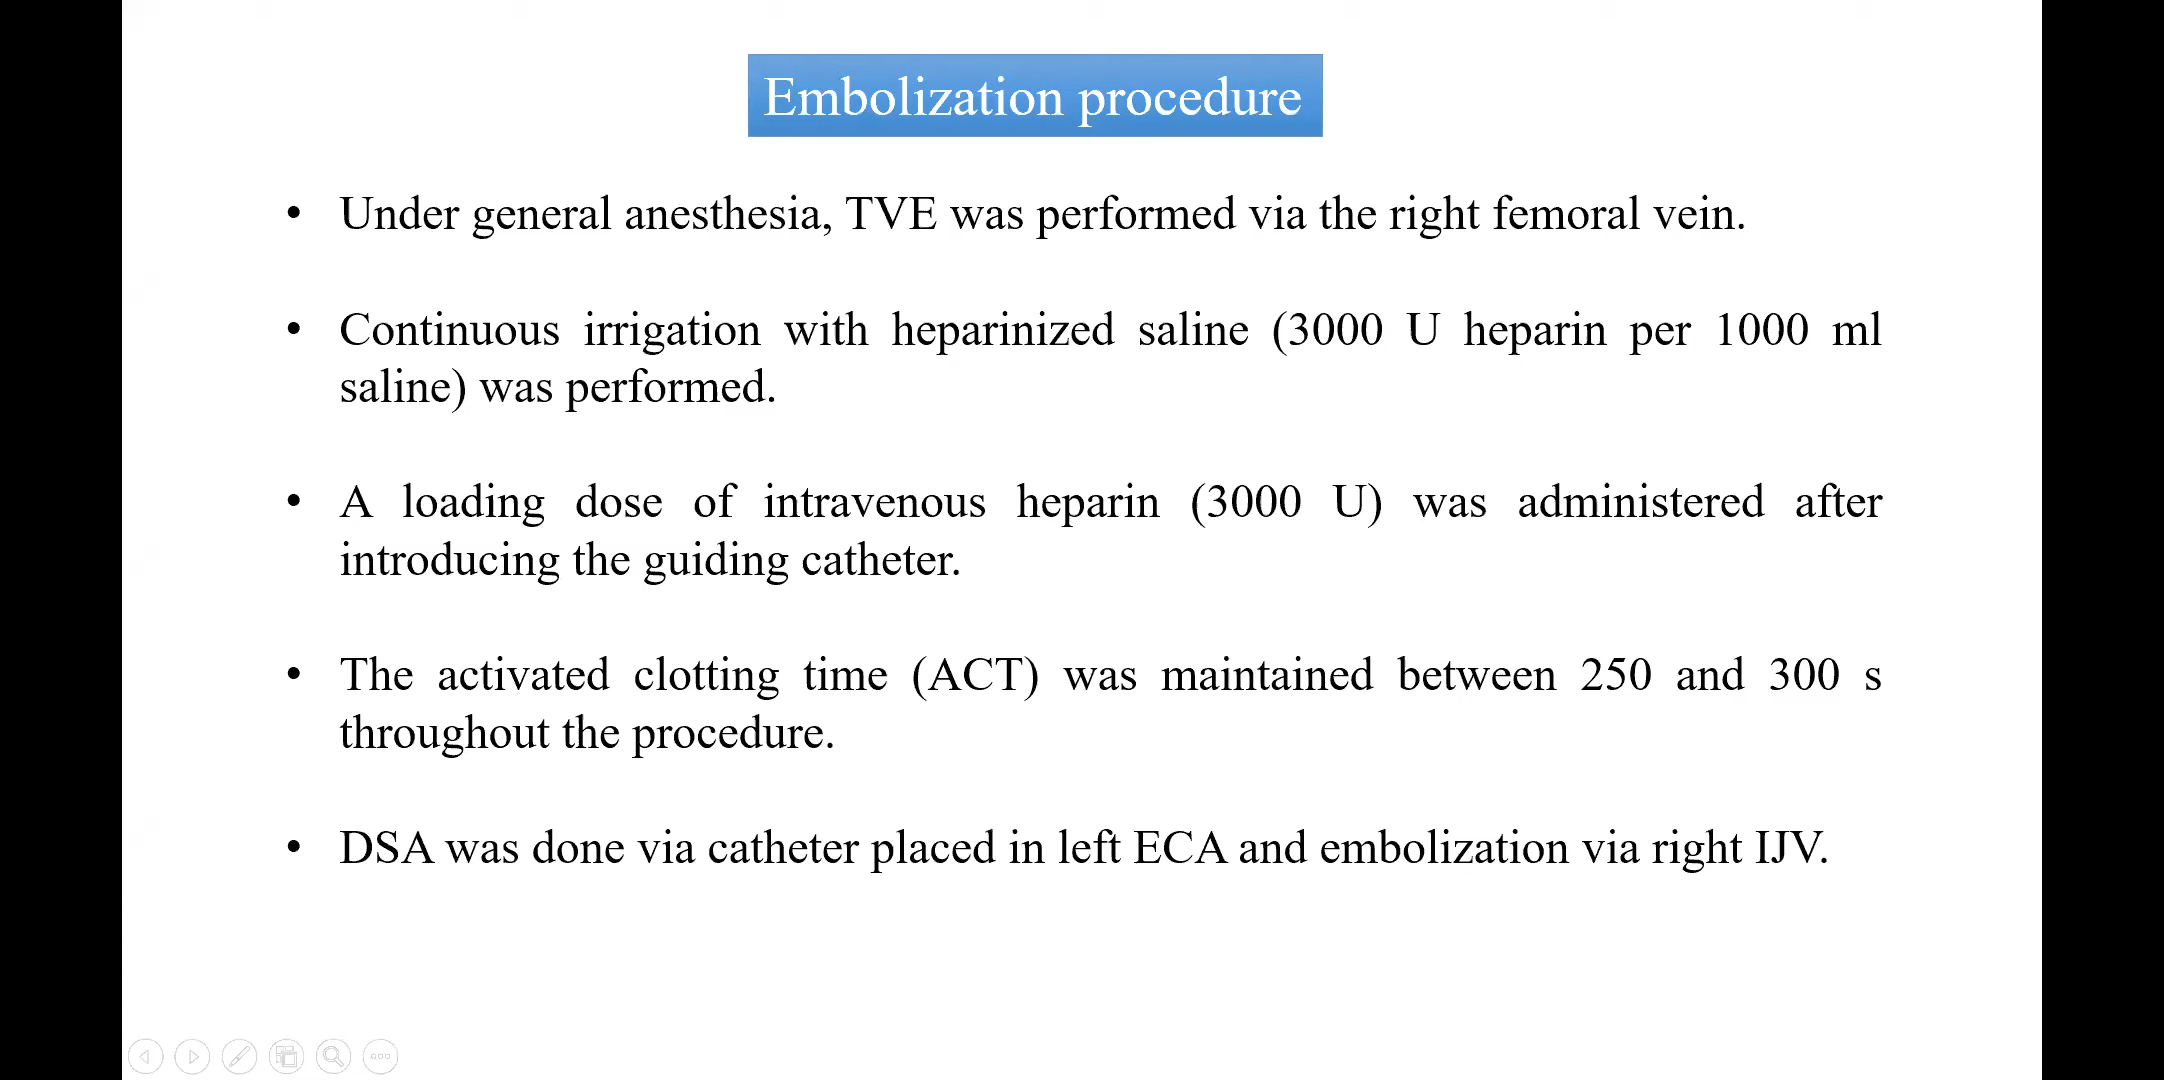 Embolization procedure
• Under general anesthesia, TVE was performed via the right femoral vein.
• Continuous irrigation with heparinized saline (3000 U heparin per 1000 ml
saline) was performed.
• A loading dose of intravenous heparin (3000 U) was administered after
introducing the guiding catheter.
• The activated clotting time (ACT) was maintained between 250 and 300 s
throughout the procedure.
• DSA was done via catheter placed in left ECA and embolization via right IJV.